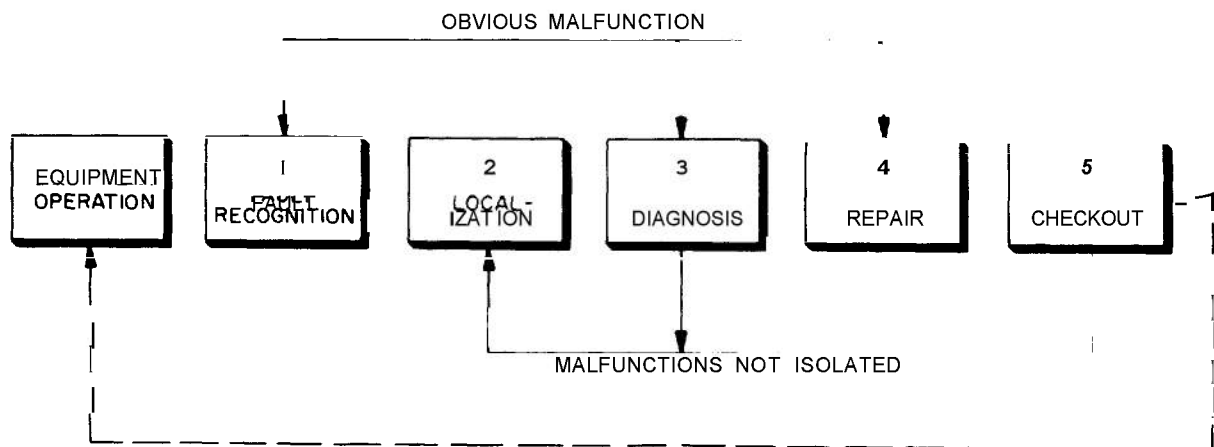 OBVIOUS MALFUNCTION
EQUIPMENT
OPERATION
1
FAULT
RECOGNITION
2
LOCAL-
IZATION
3
DIAGNOSIS
4
REPAIR
5
CHECKOUT
MALFUNCTIONS NOT ISOLATED